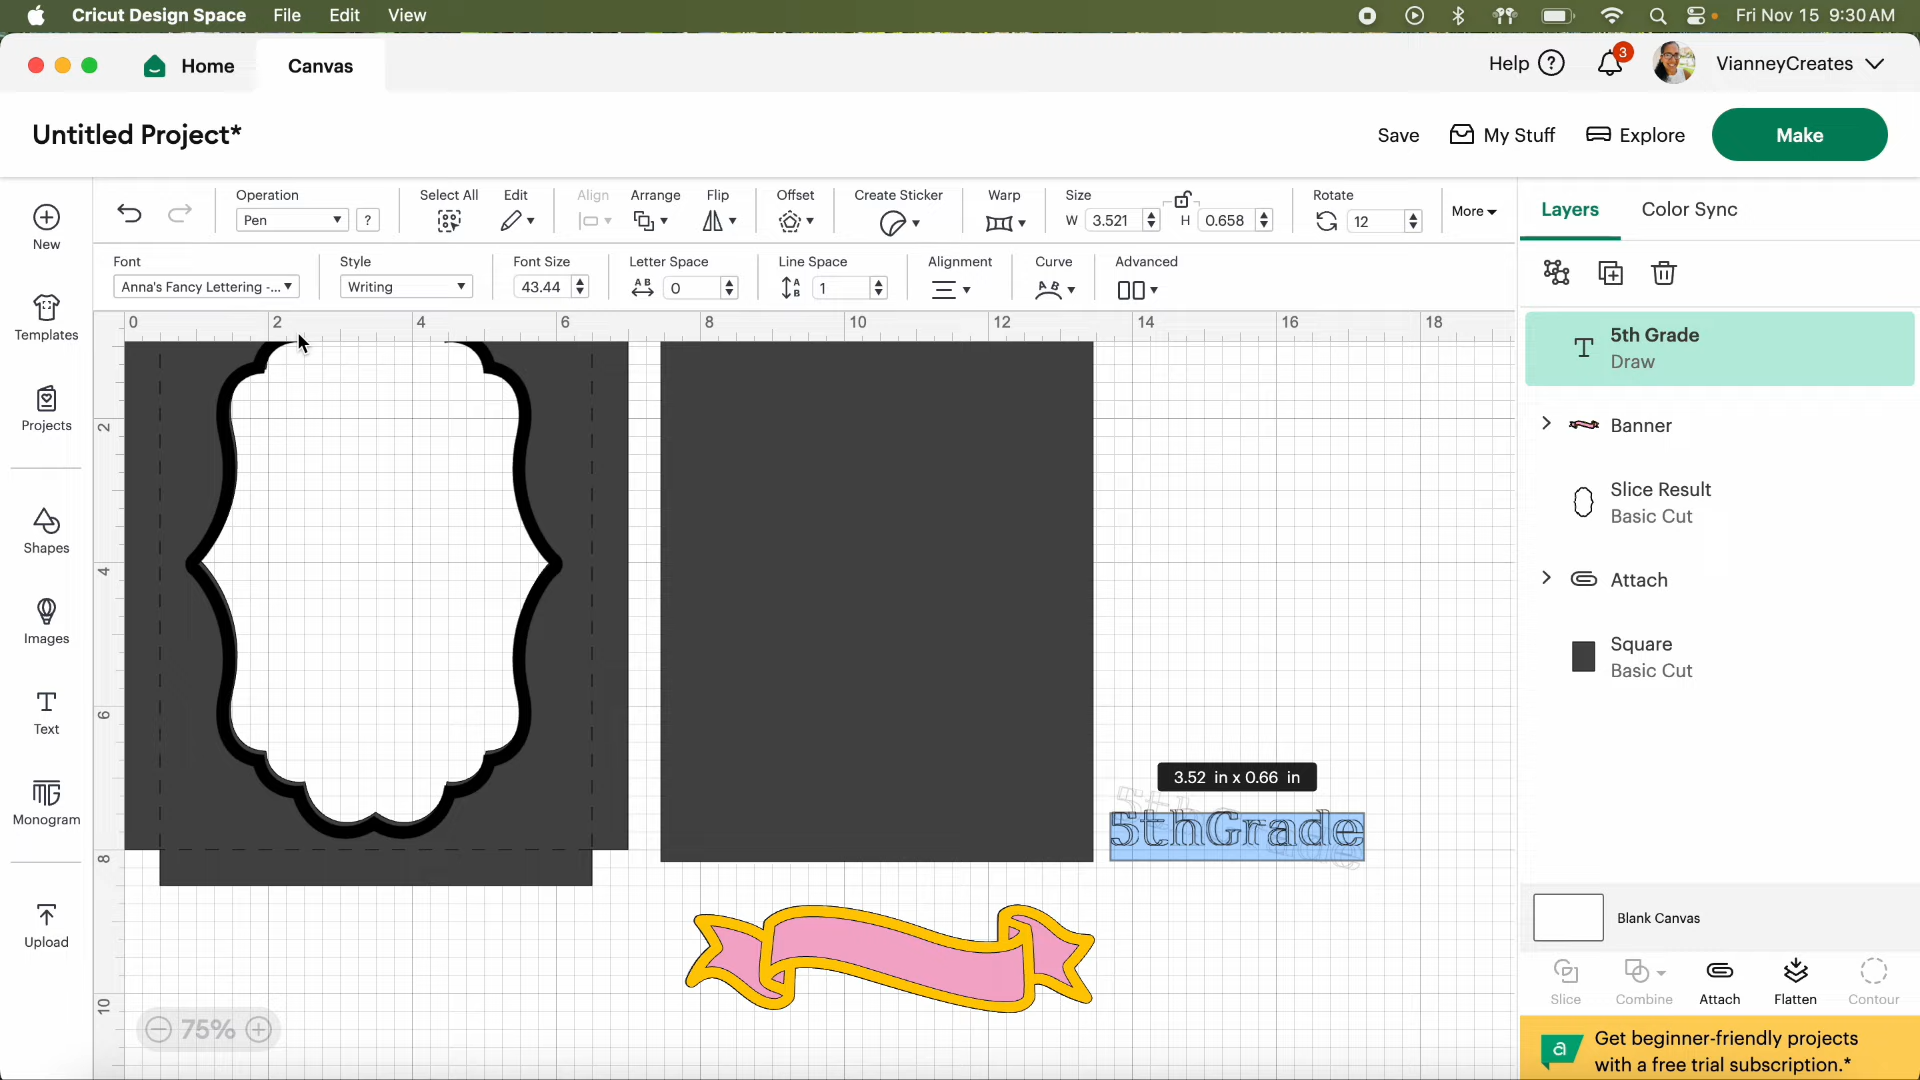 Cricut Design Space File Edit View Fri Nov 15 9:30 AM
Home Canvas Help ? 3 VianneyCreates
Untitled Project* Save My Stuff Explore Make
Operation Select All Edit Align Arrange Flip Offset Create Sticker Warp Size Rotate
Pen ? W 3.521 H 0.658 12 More
Font Style Font Size Letter Space Line Space Alignment Curve Advanced
Anna's Fancy Lettering -... Writing 43.44 0 1
New
Templates
Projects
Shapes
Images
Text
Monogram
Upload
0 2 4 6 8 10 12 14 16 18
2
4
6
8
10
3.52 in x 0.66 in
5thGrade
75%
Layers Color Sync
5th Grade
Draw
Banner
Slice Result
Basic Cut
Attach
Square
Basic Cut
Blank Canvas
Slice Combine Attach Flatten Contour
a Get beginner-friendly projects
with a free trial subscription.*